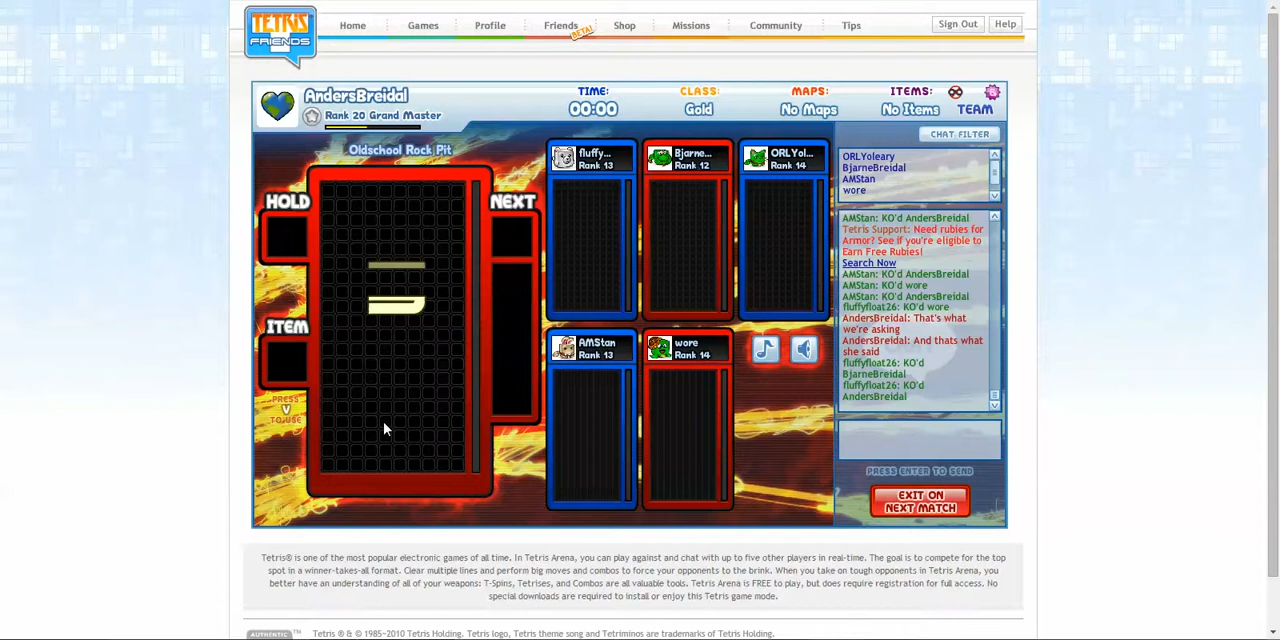 TETRIS
FRIENDS
Home
Games
Profile
Friends
BETA!
Shop
Missions
Community
Tips
Sign Out
Help
AndersBreidal
Rank 20 Grand Master
TIME:
00:00
CLASS:
Gold
MAPS:
No Maps
ITEMS:
No Items
TEAM
Oldschool Rock Pit
HOLD
NEXT
ITEM
PRESS
V
TO USE
fluffy...
Rank 13
Bjarne...
Rank 12
ORLYol...
Rank 14
AMStan
Rank 13
wore
Rank 14
CHAT FILTER
ORLYoleary
BjarneBreidal
AMStan
wore
AMStan: KO'd AndersBreidal
Tetris Support: Need rubies for
Armor? See if you're eligible to
Earn Free Rubies!
Search Now
AMStan: KO'd AndersBreidal
AMStan: KO'd wore
AMStan: KO'd AndersBreidal
fluffyfloat26: KO'd wore
AndersBreidal: That's what
we're asking
AndersBreidal: And thats what
she said
fluffyfloat26: KO'd
BjarneBreidal
fluffyfloat26: KO'd
AndersBreidal
PRESS ENTER TO SEND
EXIT ON
NEXT MATCH
Tetris® is one of the most popular electronic games of all time. In Tetris Arena, you can play against and chat with up to five other players in real-time. The goal is to compete for the top
spot in a winner-takes-all format. Clear multiple lines and perform big moves and combos to force your opponents to the brink. When you take on tough opponents in Tetris Arena, you
better have an understanding of all of your weapons: T-Spins, Tetrises, and Combos are all valuable tools. Tetris Arena is FREE to play, but does require registration for full access. No
special downloads are required to install or enjoy this Tetris game mode.
AUTHENTIC ™
Tetris ® & © 1985~2010 Tetris Holding. Tetris logo, Tetris theme song and Tetriminos are trademarks of Tetris Holding.